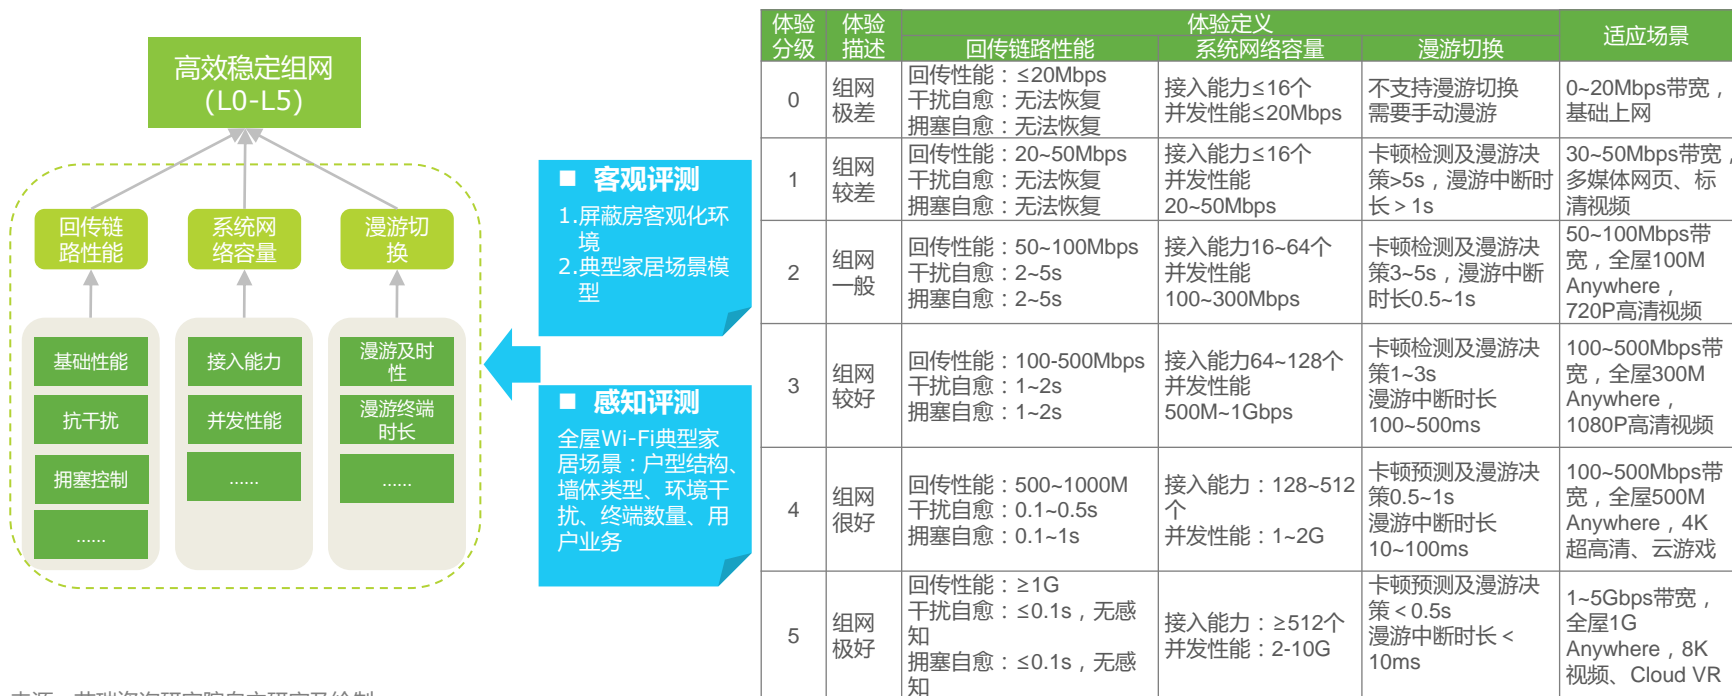 高效稳定组网
(L0-L5)
回传链
路性能
系统网
络容量
漫游切
换
基础性能
抗干扰
拥塞控制
......
接入能力
并发性能
......
漫游及时
性
漫游终端
时长
......
■ 客观评测
1.屏蔽房客观化环
境
2.典型家居场景模
型
■ 感知评测
全屋Wi-Fi典型家
居场景：户型结构、
墙体类型、环境干
扰、终端数量、用
户业务
体验
分级
体验
描述
体验定义
回传链路性能
系统网络容量
漫游切换
适应场景
0
组网
极差
回传性能：≤20Mbps
干扰自愈：无法恢复
拥塞自愈：无法恢复
接入能力≤16个
并发性能≤20Mbps
不支持漫游切换
需要手动漫游
0~20Mbps带宽，
基础上网
1
组网
较差
回传性能：20~50Mbps
干扰自愈：无法恢复
拥塞自愈：无法恢复
接入能力≤16个
并发性能
20~50Mbps
卡顿检测及漫游决
策>5s，漫游中断时
长＞1s
30~50Mbps带宽，
多媒体网页、标
清视频
2
组网
一般
回传性能：50~100Mbps
干扰自愈：2~5s
拥塞自愈：2~5s
接入能力16~64个
并发性能
100~300Mbps
卡顿检测及漫游决
策3~5s，漫游中断
时长0.5~1s
50~100Mbps带
宽，全屋100M
Anywhere，
720P高清视频
3
组网
较好
回传性能：100-500Mbps
干扰自愈：1~2s
拥塞自愈：1~2s
接入能力64~128个
并发性能
500M~1Gbps
卡顿检测及漫游决
策1~3s
漫游中断时长
100~500ms
100~500Mbps带
宽，全屋300M
Anywhere，
1080P高清视频
4
组网
很好
回传性能：500~1000M
干扰自愈：0.1~0.5s
拥塞自愈：0.1~1s
接入能力：128~512
个
并发性能：1~2G
卡顿预测及漫游决
策0.5~1s
漫游中断时长
10~100ms
100~500Mbps带
宽，全屋500M
Anywhere，4K
超高清、云游戏
5
组网
极好
回传性能：≥1G
干扰自愈：≤0.1s，无感
知
拥塞自愈：≤0.1s，无感
知
接入能力：≥512个
并发性能：2-10G
卡顿预测及漫游决
策＜0.5s
漫游中断时长＜
10ms
1~5Gbps带宽，
全屋1G
Anywhere，8K
视频、Cloud VR